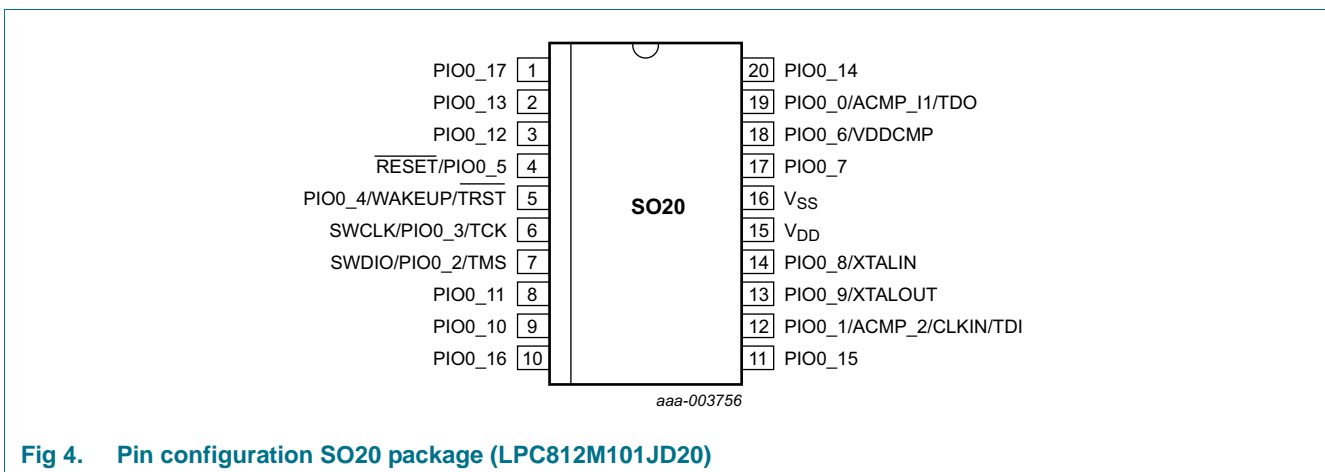 PIO0_17 1 20 PIO0_14
PIO0_13 2 19 PIO0_0/ACMP_I1/TDO
PIO0_12 3 18 PIO0_6/VDDCMP
RESET/PIO0_5 4 17 PIO0_7
PIO0_4/WAKEUP/TRST 5 SO20 16 VSS
SWCLK/PIO0_3/TCK 6 15 VDD
SWDIO/PIO0_2/TMS 7 14 PIO0_8/XTALIN
PIO0_11 8 13 PIO0_9/XTALOUT
PIO0_10 9 12 PIO0_1/ACMP_2/CLKIN/TDI
PIO0_16 10 11 PIO0_15
aaa-003756
Fig 4. Pin configuration SO20 package (LPC812M101JD20)